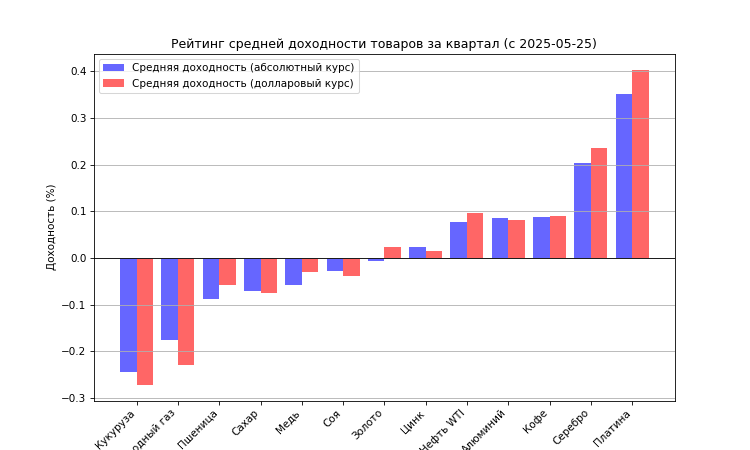 Рейтинг средней доходности товаров за квартал (с 2025-05-25)
Средняя доходность (абсолютный курс)
Средняя доходность (долларовый курс)
Доходность (%)
0.4
0.3
0.2
0.1
0.0
−0.1
−0.2
−0.3
Кукуруза
одный газ
Пшеница
Сахар
Медь
Соя
Золото
Цинк
Нефть WTI
Алюминий
Кофе
Серебро
Платина